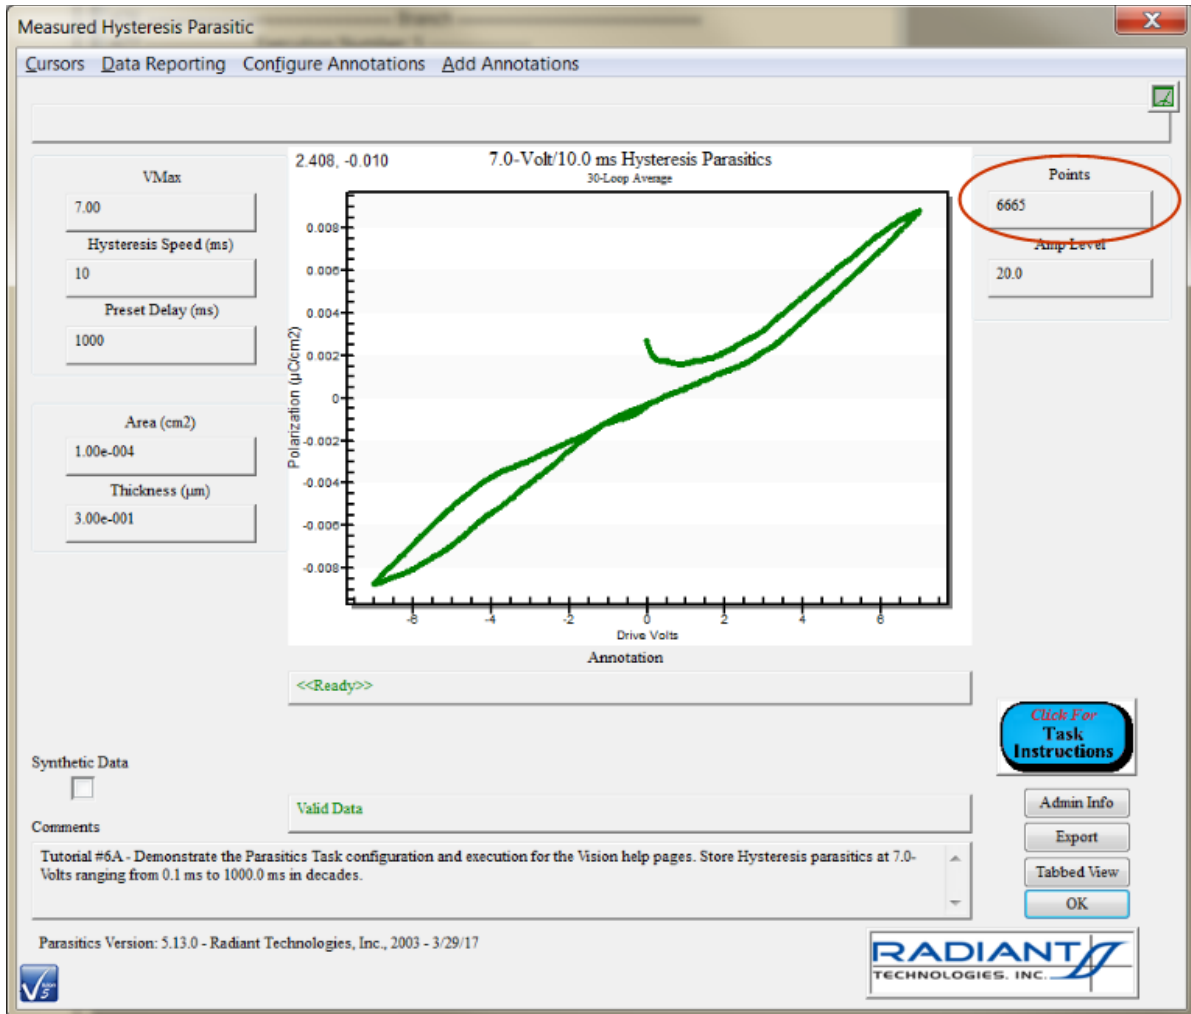 Measured Hysteresis Parasitic
Cursors Data Reporting Configure Annotations Add Annotations
2.408, -0.010
7.0-Volt/10.0 ms Hysteresis Parasitics
30-Loop Average
VMax
7.00
Hysteresis Speed (ms)
10
Preset Delay (ms)
1000
Area (cm2)
1.00e-004
Thickness (µm)
3.00e-001
Polarization (µC/cm2)
0.008
0.006
0.004
0.002
0
-0.002
-0.004
-0.006
-0.008
-6 -4 -2 0 2 4 6
Drive Volts
Points
6665
Amp Level
20.0
Annotation
<<Ready>>
Click For
Task
Instructions
Synthetic Data
Valid Data
Admin Info
Export
Tabbed View
OK
Comments
Tutorial #6A - Demonstrate the Parasitics Task configuration and execution for the Vision help pages. Store Hysteresis parasitics at 7.0-
Volts ranging from 0.1 ms to 1000.0 ms in decades.
Parasitics Version: 5.13.0 - Radiant Technologies, Inc., 2003 - 3/29/17
RADIANT
TECHNOLOGIES, INC.